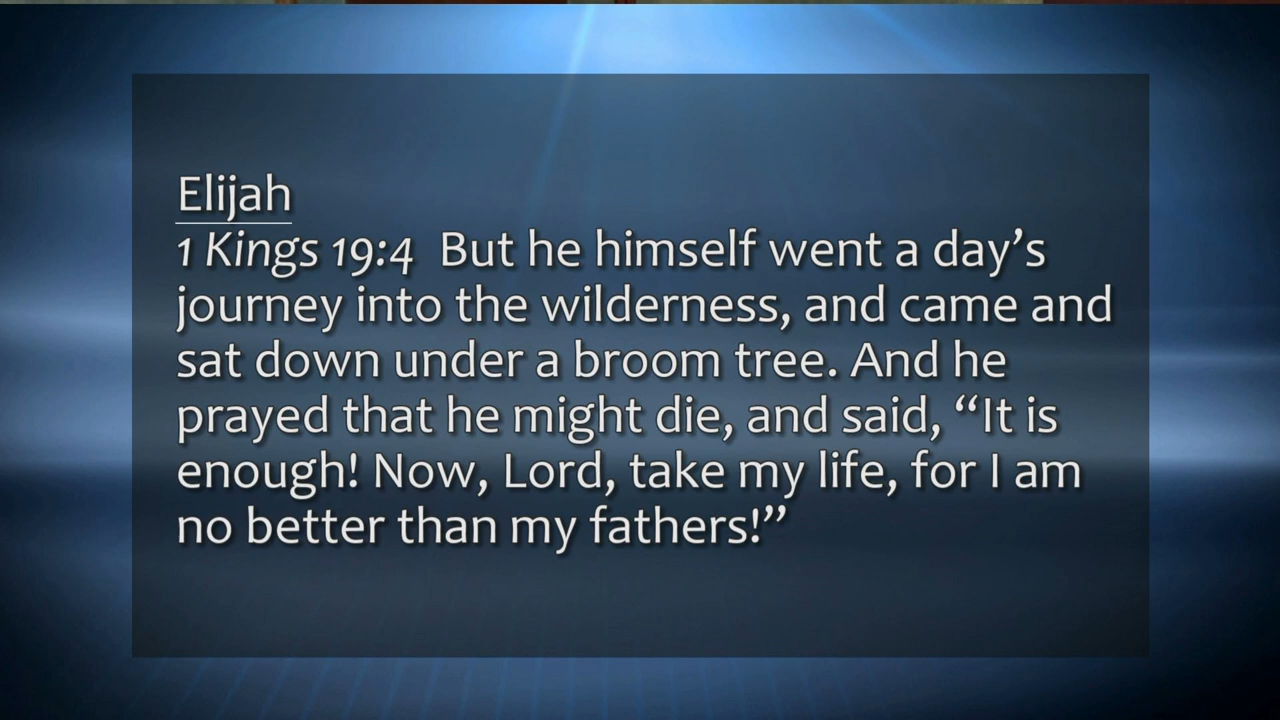 Elijah
1 Kings 19:4 But he himself went a day’s
journey into the wilderness, and came and
sat down under a broom tree. And he
prayed that he might die, and said, “It is
enough! Now, Lord, take my life, for I am
no better than my fathers!”